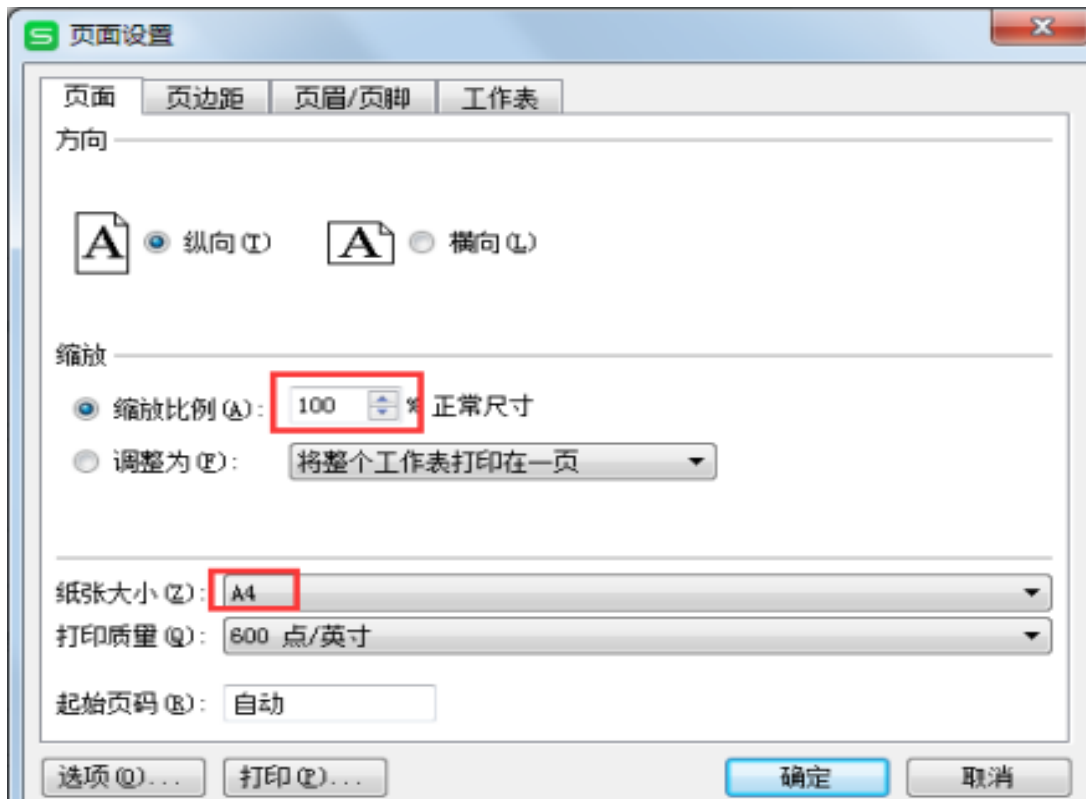 页面设置
页面 页边距 页眉/页脚 工作表
方向
A 纵向(T) A 横向(L)
缩放
缩放比例(A): 100 % 正常尺寸
调整为(F): 将整个工作表打印在一页
纸张大小(Z): A4
打印质量(Q): 600 点/英寸
起始页码(R): 自动
选项(O)... 打印(P)... 确定 取消